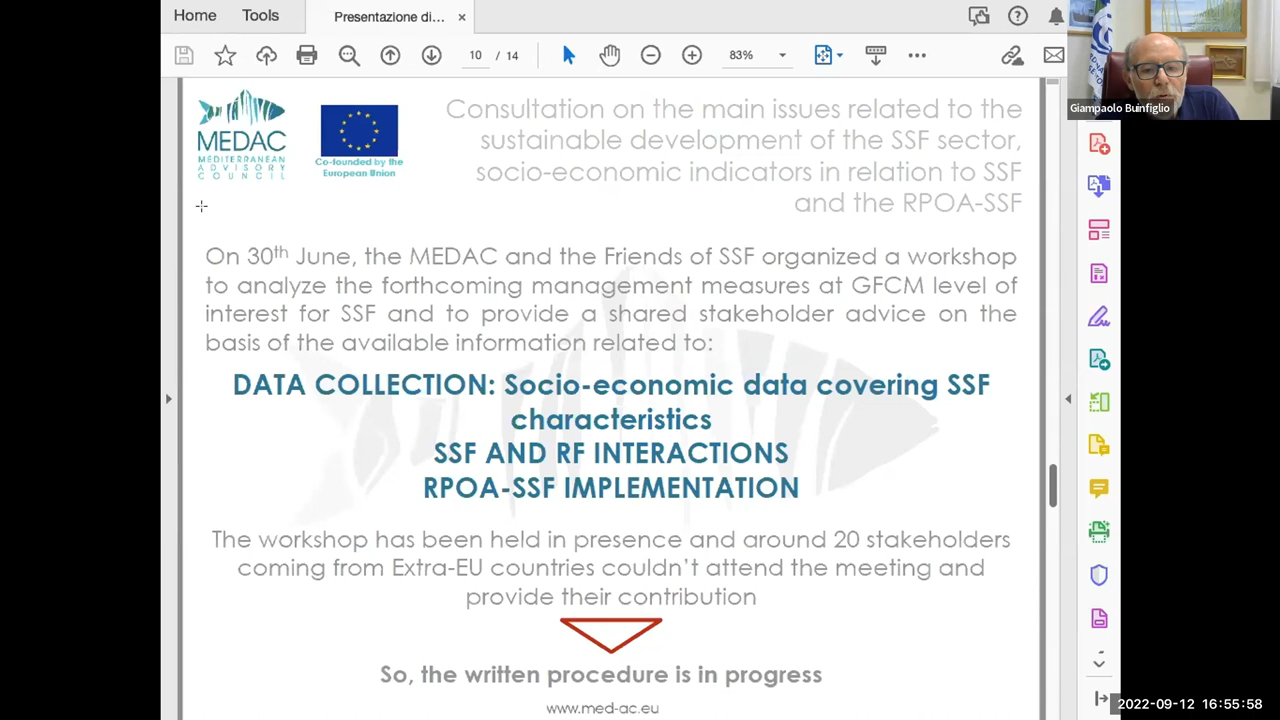 Home
Tools
Presentazione di...
×
10 / 14
83%
Giampaolo Buinfiglio
MEDAC
MEDITERRANEAN
ADVISORY
COUNCIL
Co-founded by the
European Union
Consultation on the main issues related to the
sustainable development of the SSF sector,
socio-economic indicators in relation to SSF
and the RPOA-SSF
On 30th June, the MEDAC and the Friends of SSF organized a workshop
to analyze the forthcoming management measures at GFCM level of
interest for SSF and to provide a shared stakeholder advice on the
basis of the available information related to:
DATA COLLECTION: Socio-economic data covering SSF
characteristics
SSF AND RF INTERACTIONS
RPOA-SSF IMPLEMENTATION
The workshop has been held in presence and around 20 stakeholders
coming from Extra-EU countries couldn't attend the meeting and
provide their contribution
So, the written procedure is in progress
www.med-ac.eu
2022-09-12 16:55:58